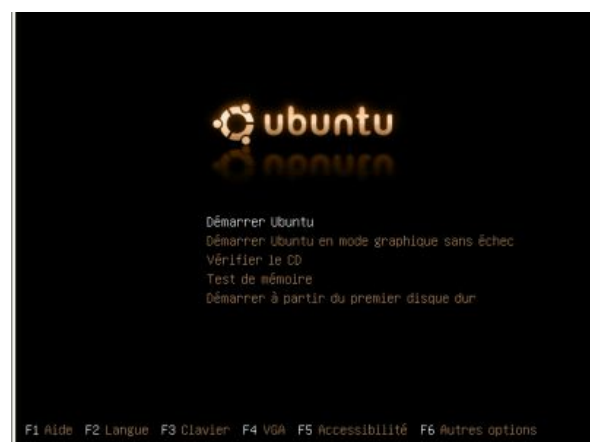 ubuntu
Démarrer Ubuntu
Démarrer Ubuntu en mode graphique sans échec
Vérifier le CD
Test de mémoire
Démarrer à partir du premier disque dur
F1 Aide F2 Langue F3 Clavier F4 VGA F5 Accessibilité F6 Autres options